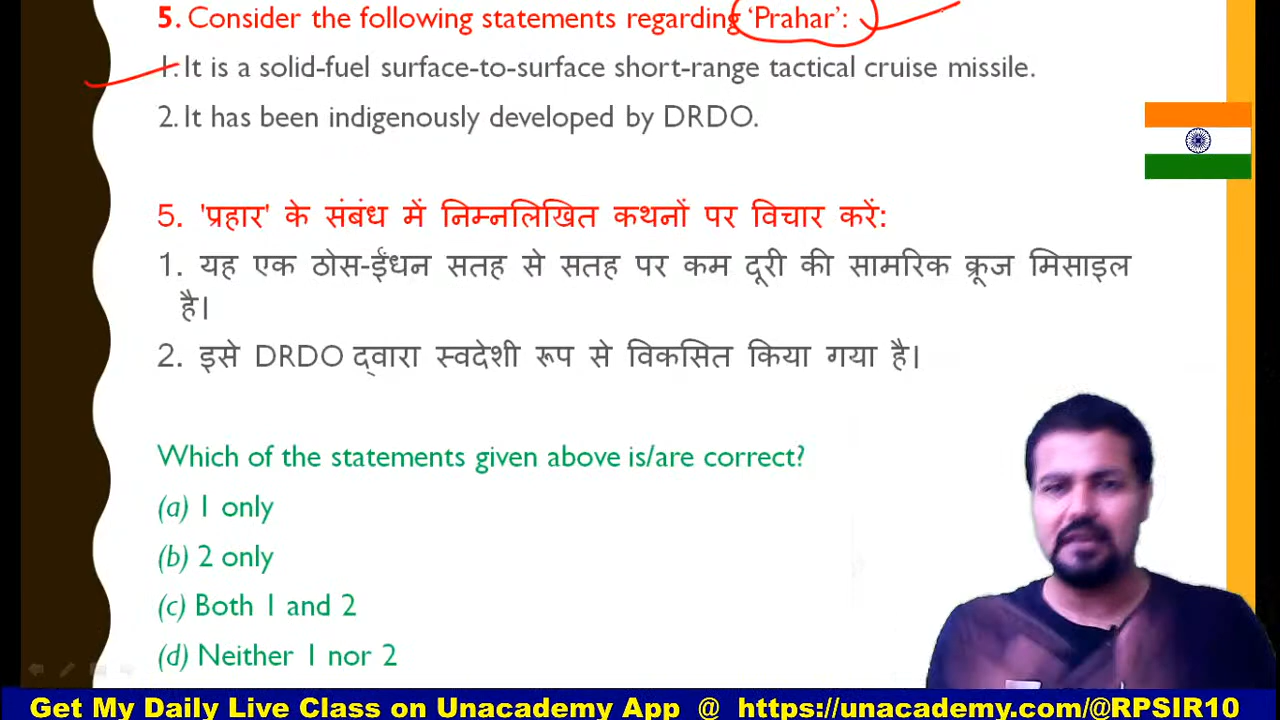 5. Consider the following statements regarding ‘Prahar’:
1. It is a solid-fuel surface-to-surface short-range tactical cruise missile.
2. It has been indigenously developed by DRDO.
5. 'प्रहार' के संबंध में निम्नलिखित कथनों पर विचार करें:
1. यह एक ठोस-ईंधन सतह से सतह पर कम दूरी की सामरिक क्रूज मिसाइल
है।
2. इसे DRDO द्वारा स्वदेशी रूप से विकसित किया गया है।
Which of the statements given above is/are correct?
(a) 1 only
(b) 2 only
(c) Both 1 and 2
(d) Neither 1 nor 2
Get My Daily Live Class on Unacademy App @ https://unacademy.com/@RPSIR10